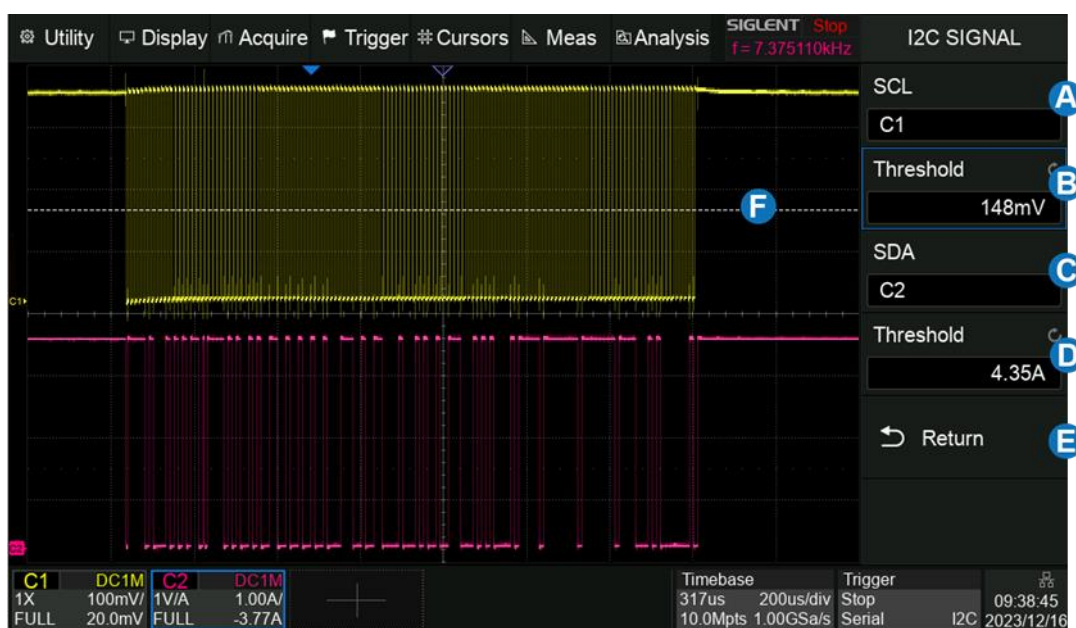 Utility Display Acquire Trigger Cursors Meas Analysis SIGLENT Stop
f = 7.375110kHz
I2C SIGNAL
SCL
A
C1
Threshold
B
148mV
SDA
C
C2
Threshold
D
4.35A
Return
E
F
C1
C2
C1 DC1M
1X 100mV/
FULL 20.0mV
C2 DC1M
1V/A 1.00A/
FULL -3.77A
Timebase
317us 200us/div
10.0Mpts 1.00GSa/s
Trigger
Stop
Serial I2C
09:38:45
2023/12/16